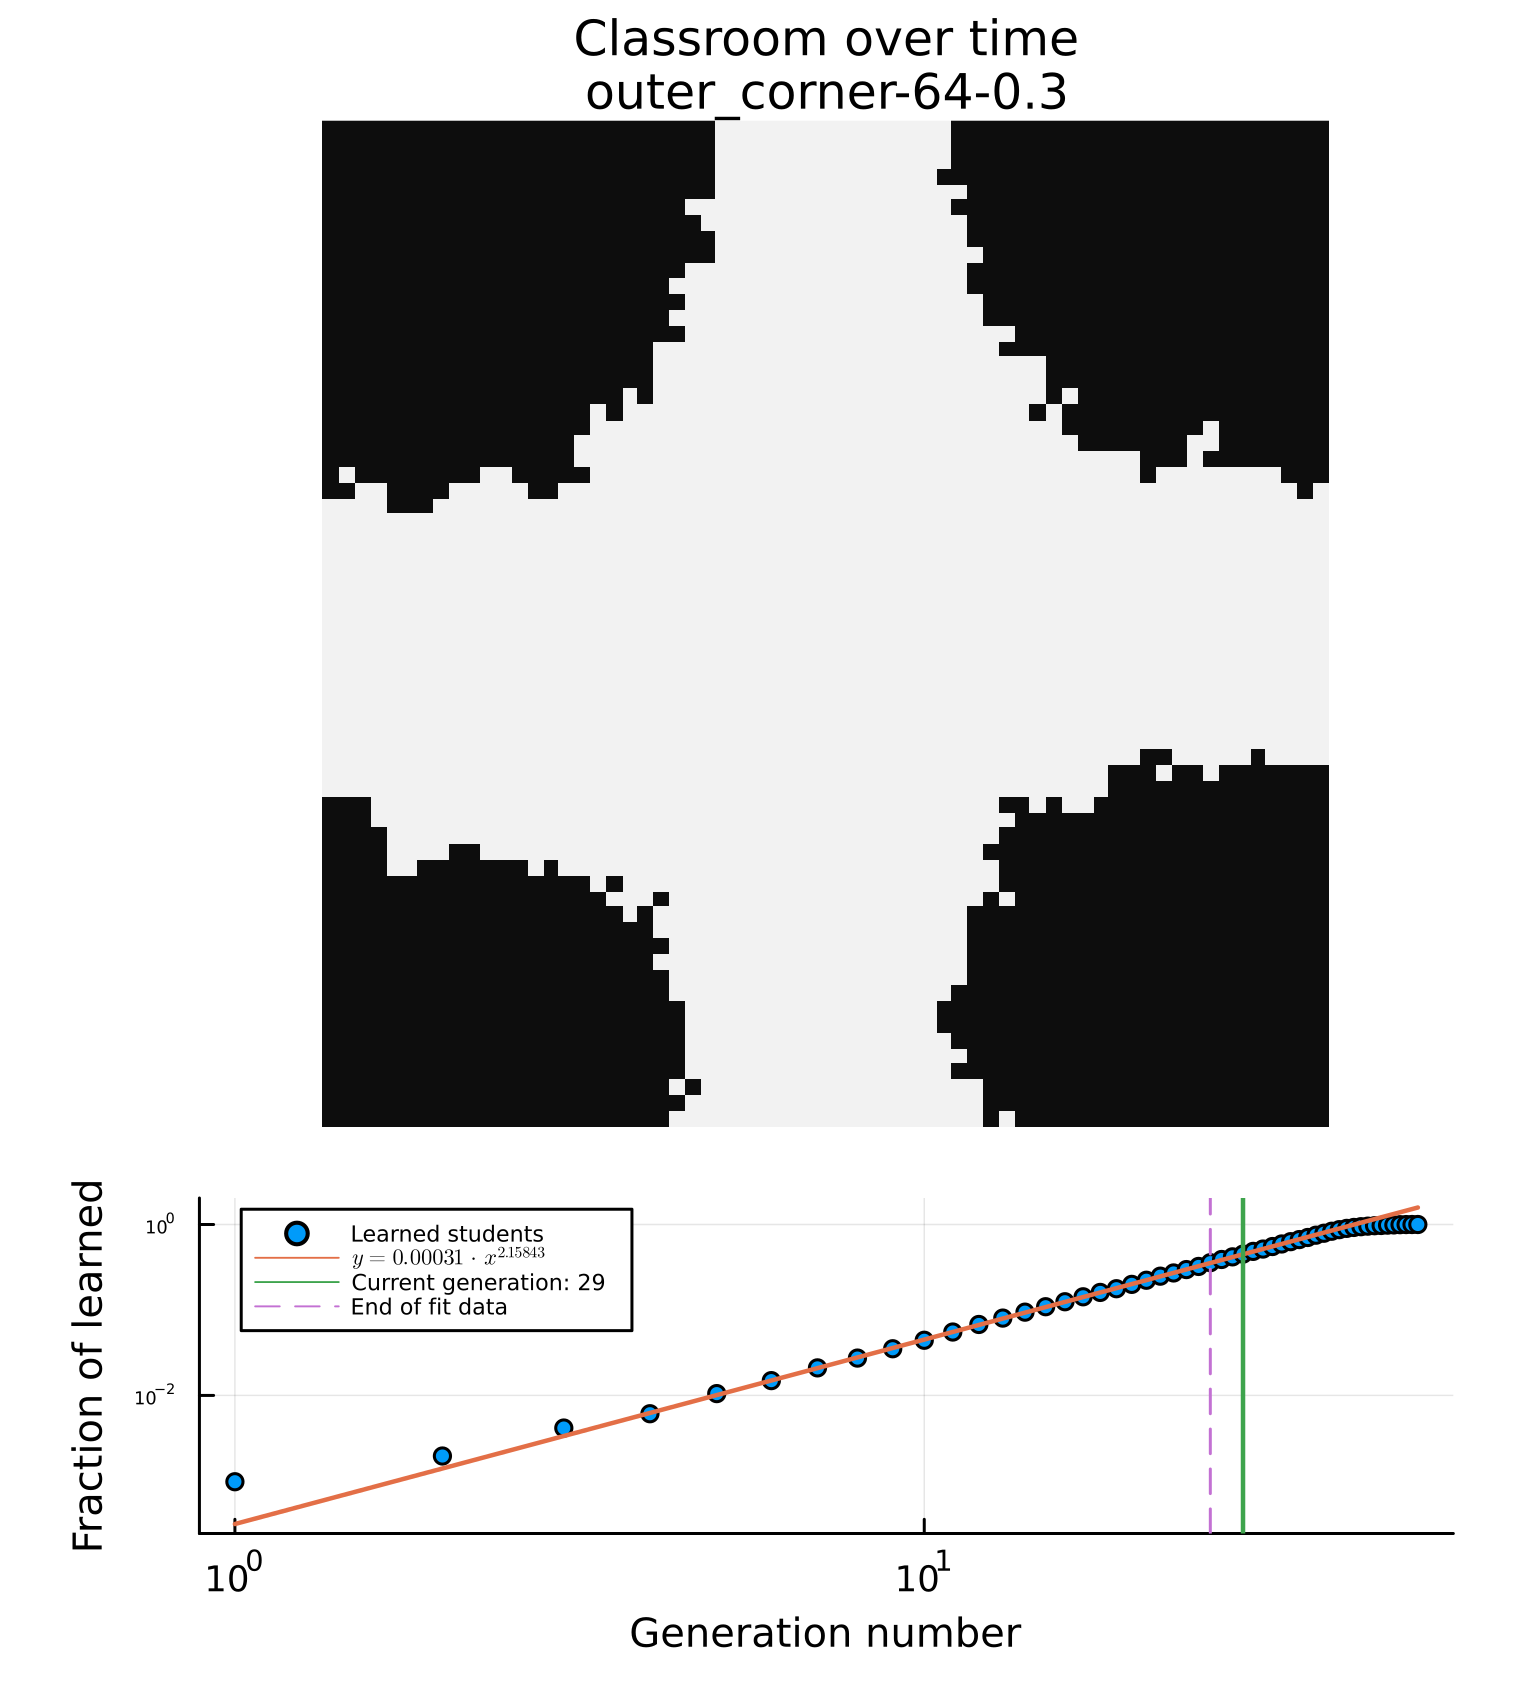 Classroom over time
outer_corner-64-0.3
Fraction of learned
10^0
10^−2
Learned students
y = 0.00031 · x^2.15843
Current generation: 29
End of fit data
10^0
10^1
Generation number